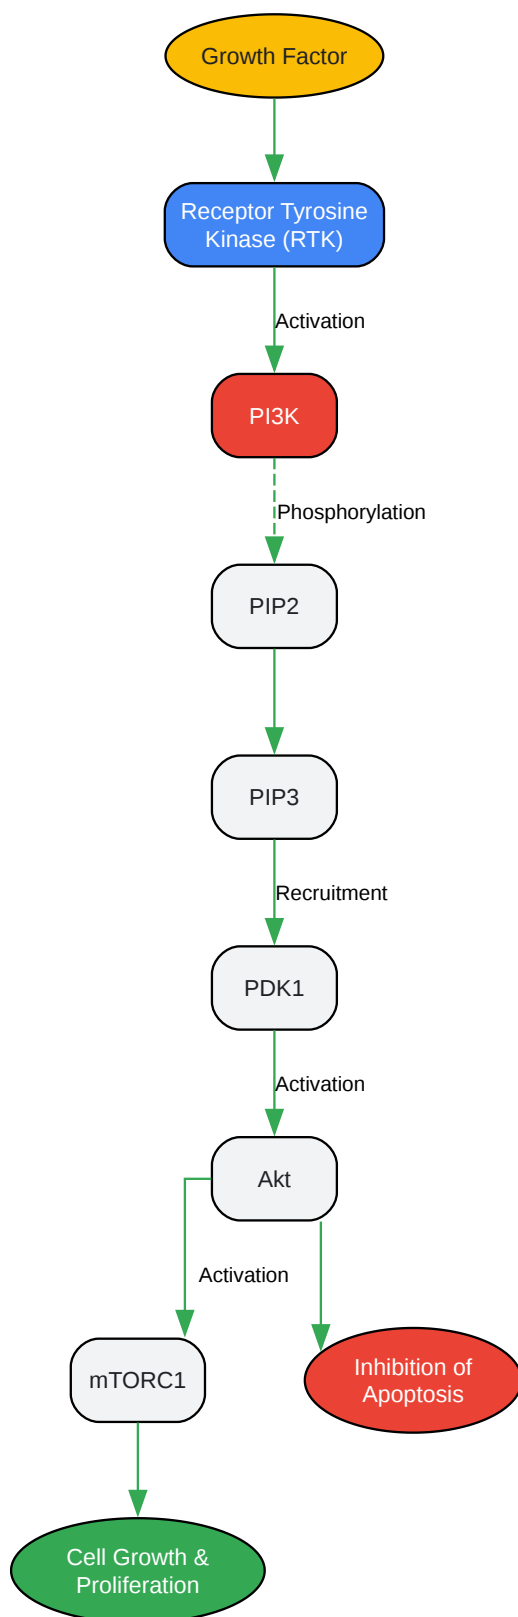 Growth Factor
Receptor Tyrosine
Kinase (RTK)
Activation
PI3K
Phosphorylation
PIP2
PIP3
Recruitment
PDK1
Activation
Akt
Activation
mTORC1
Inhibition of
Apoptosis
Cell Growth &
Proliferation